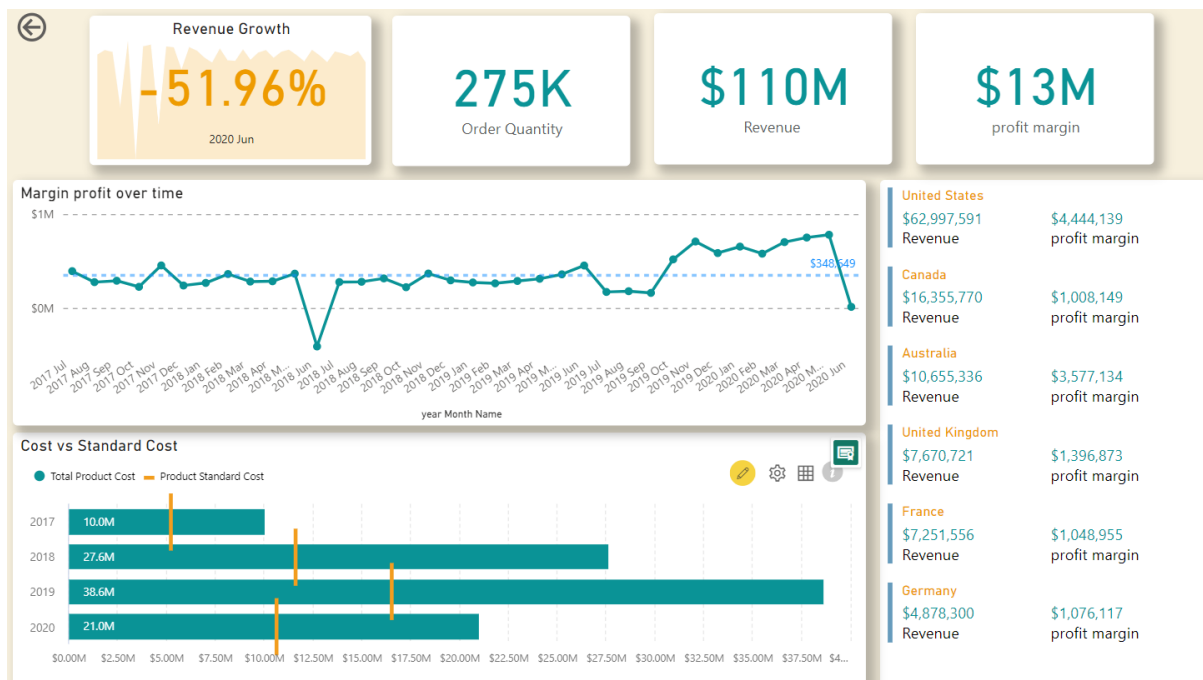 Revenue Growth
-51.96%
2020 Jun
275K
Order Quantity
$110M
Revenue
$13M
profit margin
Margin profit over time
$1M
$0M
$348,549
2017 Jul
2017 Aug
2017 Sep
2017 Oct
2017 Nov
2017 Dec
2018 Jan
2018 Feb
2018 Mar
2018 Apr
2018 M...
2018 Jun
2018 Jul
2018 Aug
2018 Sep
2018 Oct
2018 Nov
2018 Dec
2019 Jan
2019 Feb
2019 Mar
2019 Apr
2019 M...
2019 Jun
2019 Jul
2019 Aug
2019 Sep
2019 Oct
2019 Nov
2019 Dec
2020 Jan
2020 Feb
2020 Mar
2020 Apr
2020 M...
2020 Jun
year Month Name
United States
$62,997,591 $4,444,139
Revenue profit margin
Canada
$16,355,770 $1,008,149
Revenue profit margin
Australia
$10,655,336 $3,577,134
Revenue profit margin
United Kingdom
$7,670,721 $1,396,873
Revenue profit margin
France
$7,251,556 $1,048,955
Revenue profit margin
Germany
$4,878,300 $1,076,117
Revenue profit margin
Cost vs Standard Cost
Total Product Cost Product Standard Cost
2017 10.0M
2018 27.6M
2019 38.6M
2020 21.0M
$0.00M $2.50M $5.00M $7.50M $10.00M $12.50M $15.00M $17.50M $20.00M $22.50M $25.00M $27.50M $30.00M $32.50M $35.00M $37.50M $4...